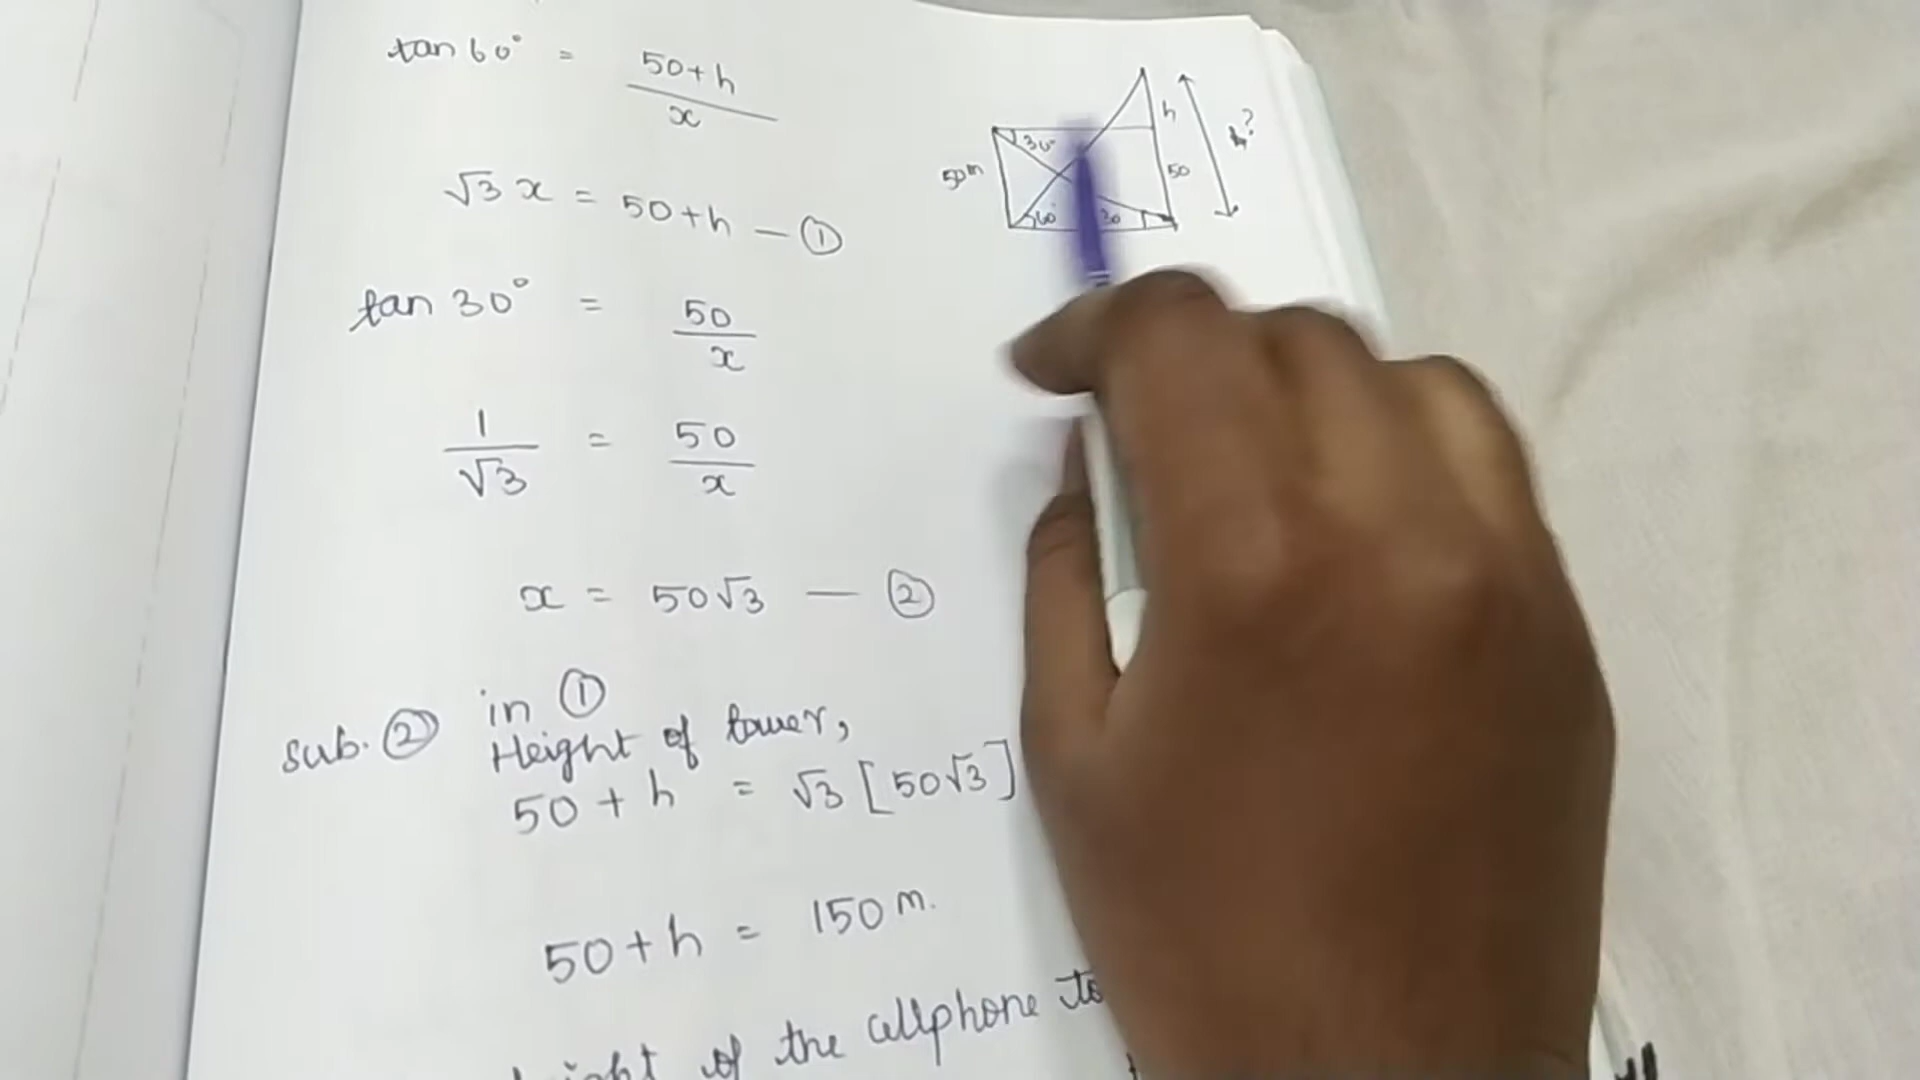 tan 60° = 50+h / x
√3 x = 50+h — ①
tan 30° = 50 / x
1 / √3 = 50 / x
x = 50√3 — ②
sub. ② in ①
Height of tower,
50 + h = √3 [50√3]
50 + h = 150 m.
of the cellphone
h
?
30°
50m
50
60°
30